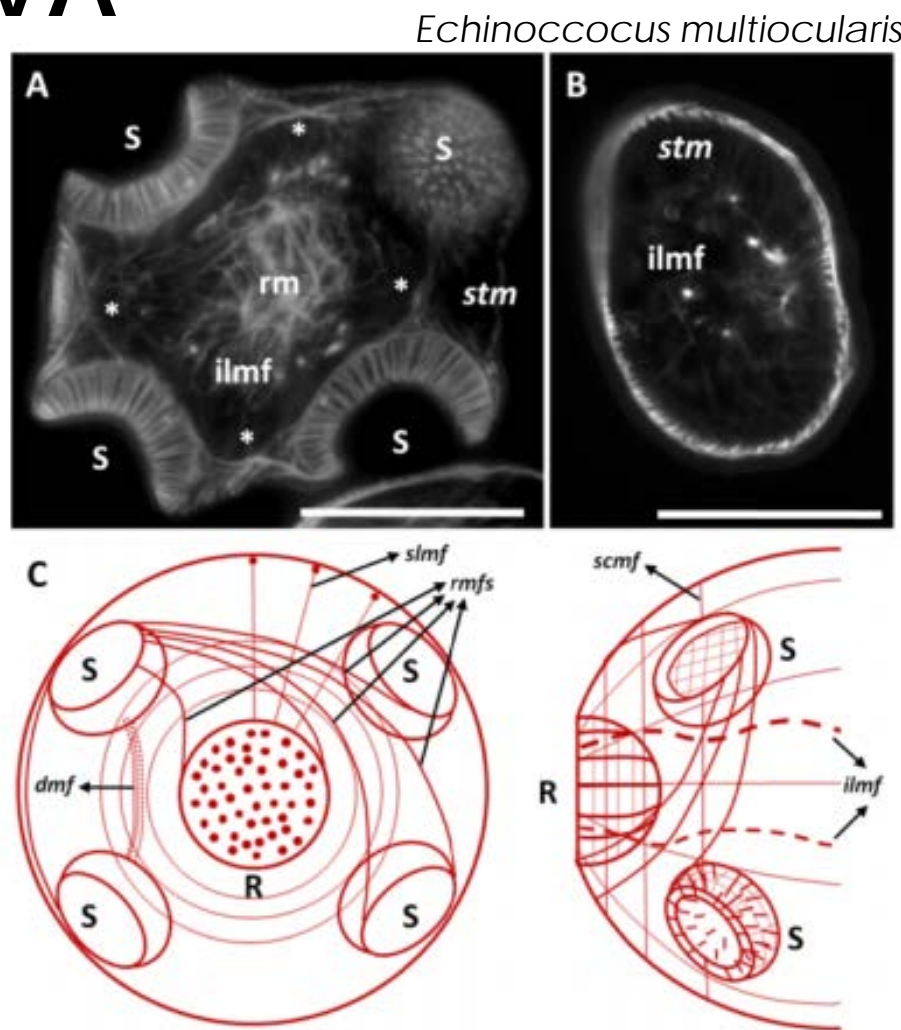 Echinoccocus multiocularis
A
B
S
*
S
stm
rm
*
*
stm
ilmf
ilmf
*
S
S
C
slmf
rmfs
scmf
S
S
S
dmf
R
ilmf
R
S
S
S